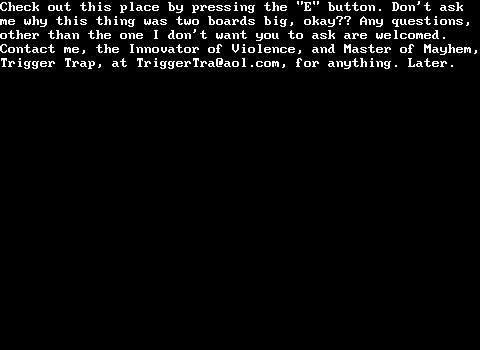 Check out this place by pressing the "E" button. Don't ask
me why this thing was two boards big, okay?? Any questions,
other than the one I don't want you to ask are welcomed.
Contact me, the Innovator of Violence, and Master of Mayhem,
Trigger Trap, at TriggerTra@aol.com, for anything. Later.